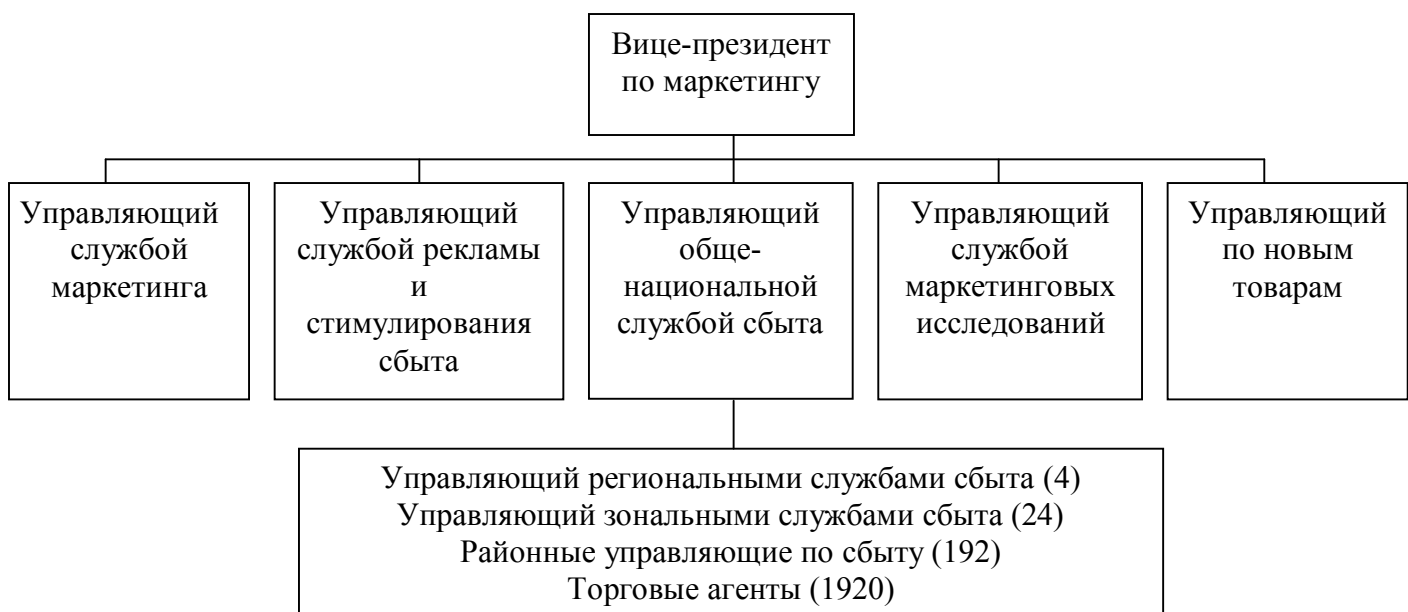 Вице-президент
по маркетингу
Управляющий
службой
маркетинга
Управляющий
службой рекламы
и
стимулирования
сбыта
Управляющий
обще-
национальной
службой сбыта
Управляющий
службой
маркетинговых
исследований
Управляющий
по новым
товарам
Управляющий региональными службами сбыта (4)
Управляющий зональными службами сбыта (24)
Районные управляющие по сбыту (192)
Торговые агенты (1920)